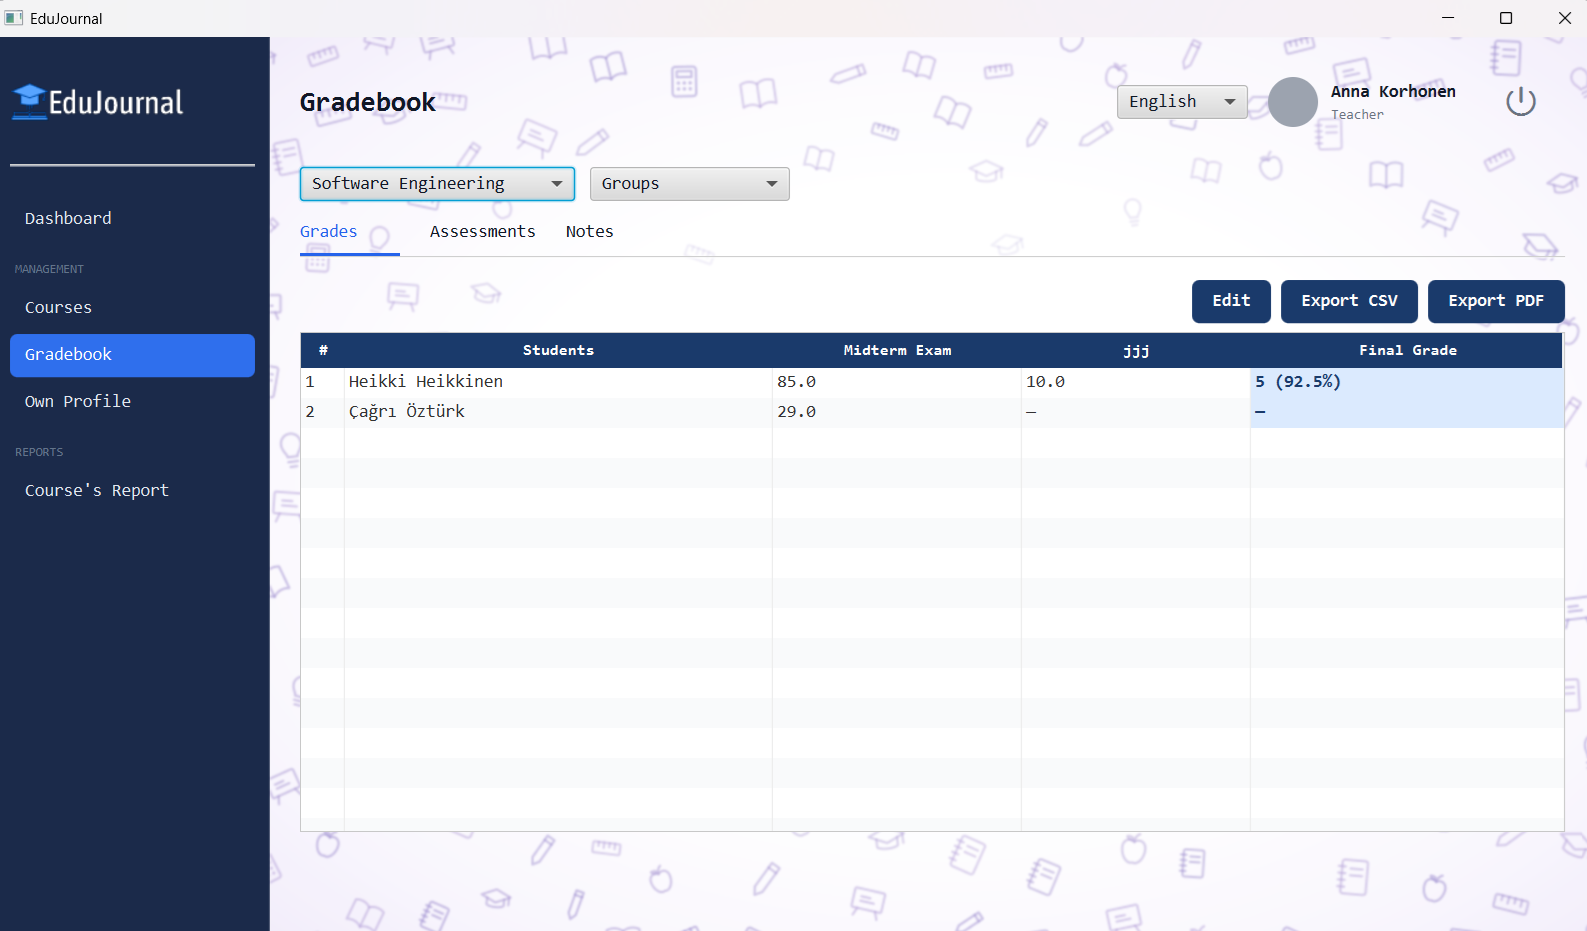 EduJournal
EduJournal
Gradebook
English
Anna Korhonen
Teacher
Software Engineering
Groups
Dashboard
Grades
Assessments
Notes
MANAGEMENT
Courses
Edit
Export CSV
Export PDF
Gradebook
# Students Midterm Exam jjj Final Grade
1 Heikki Heikkinen 85.0 10.0 5 (92.5%)
2 Çağrı Öztürk 29.0 – –
Own Profile
REPORTS
Course's Report